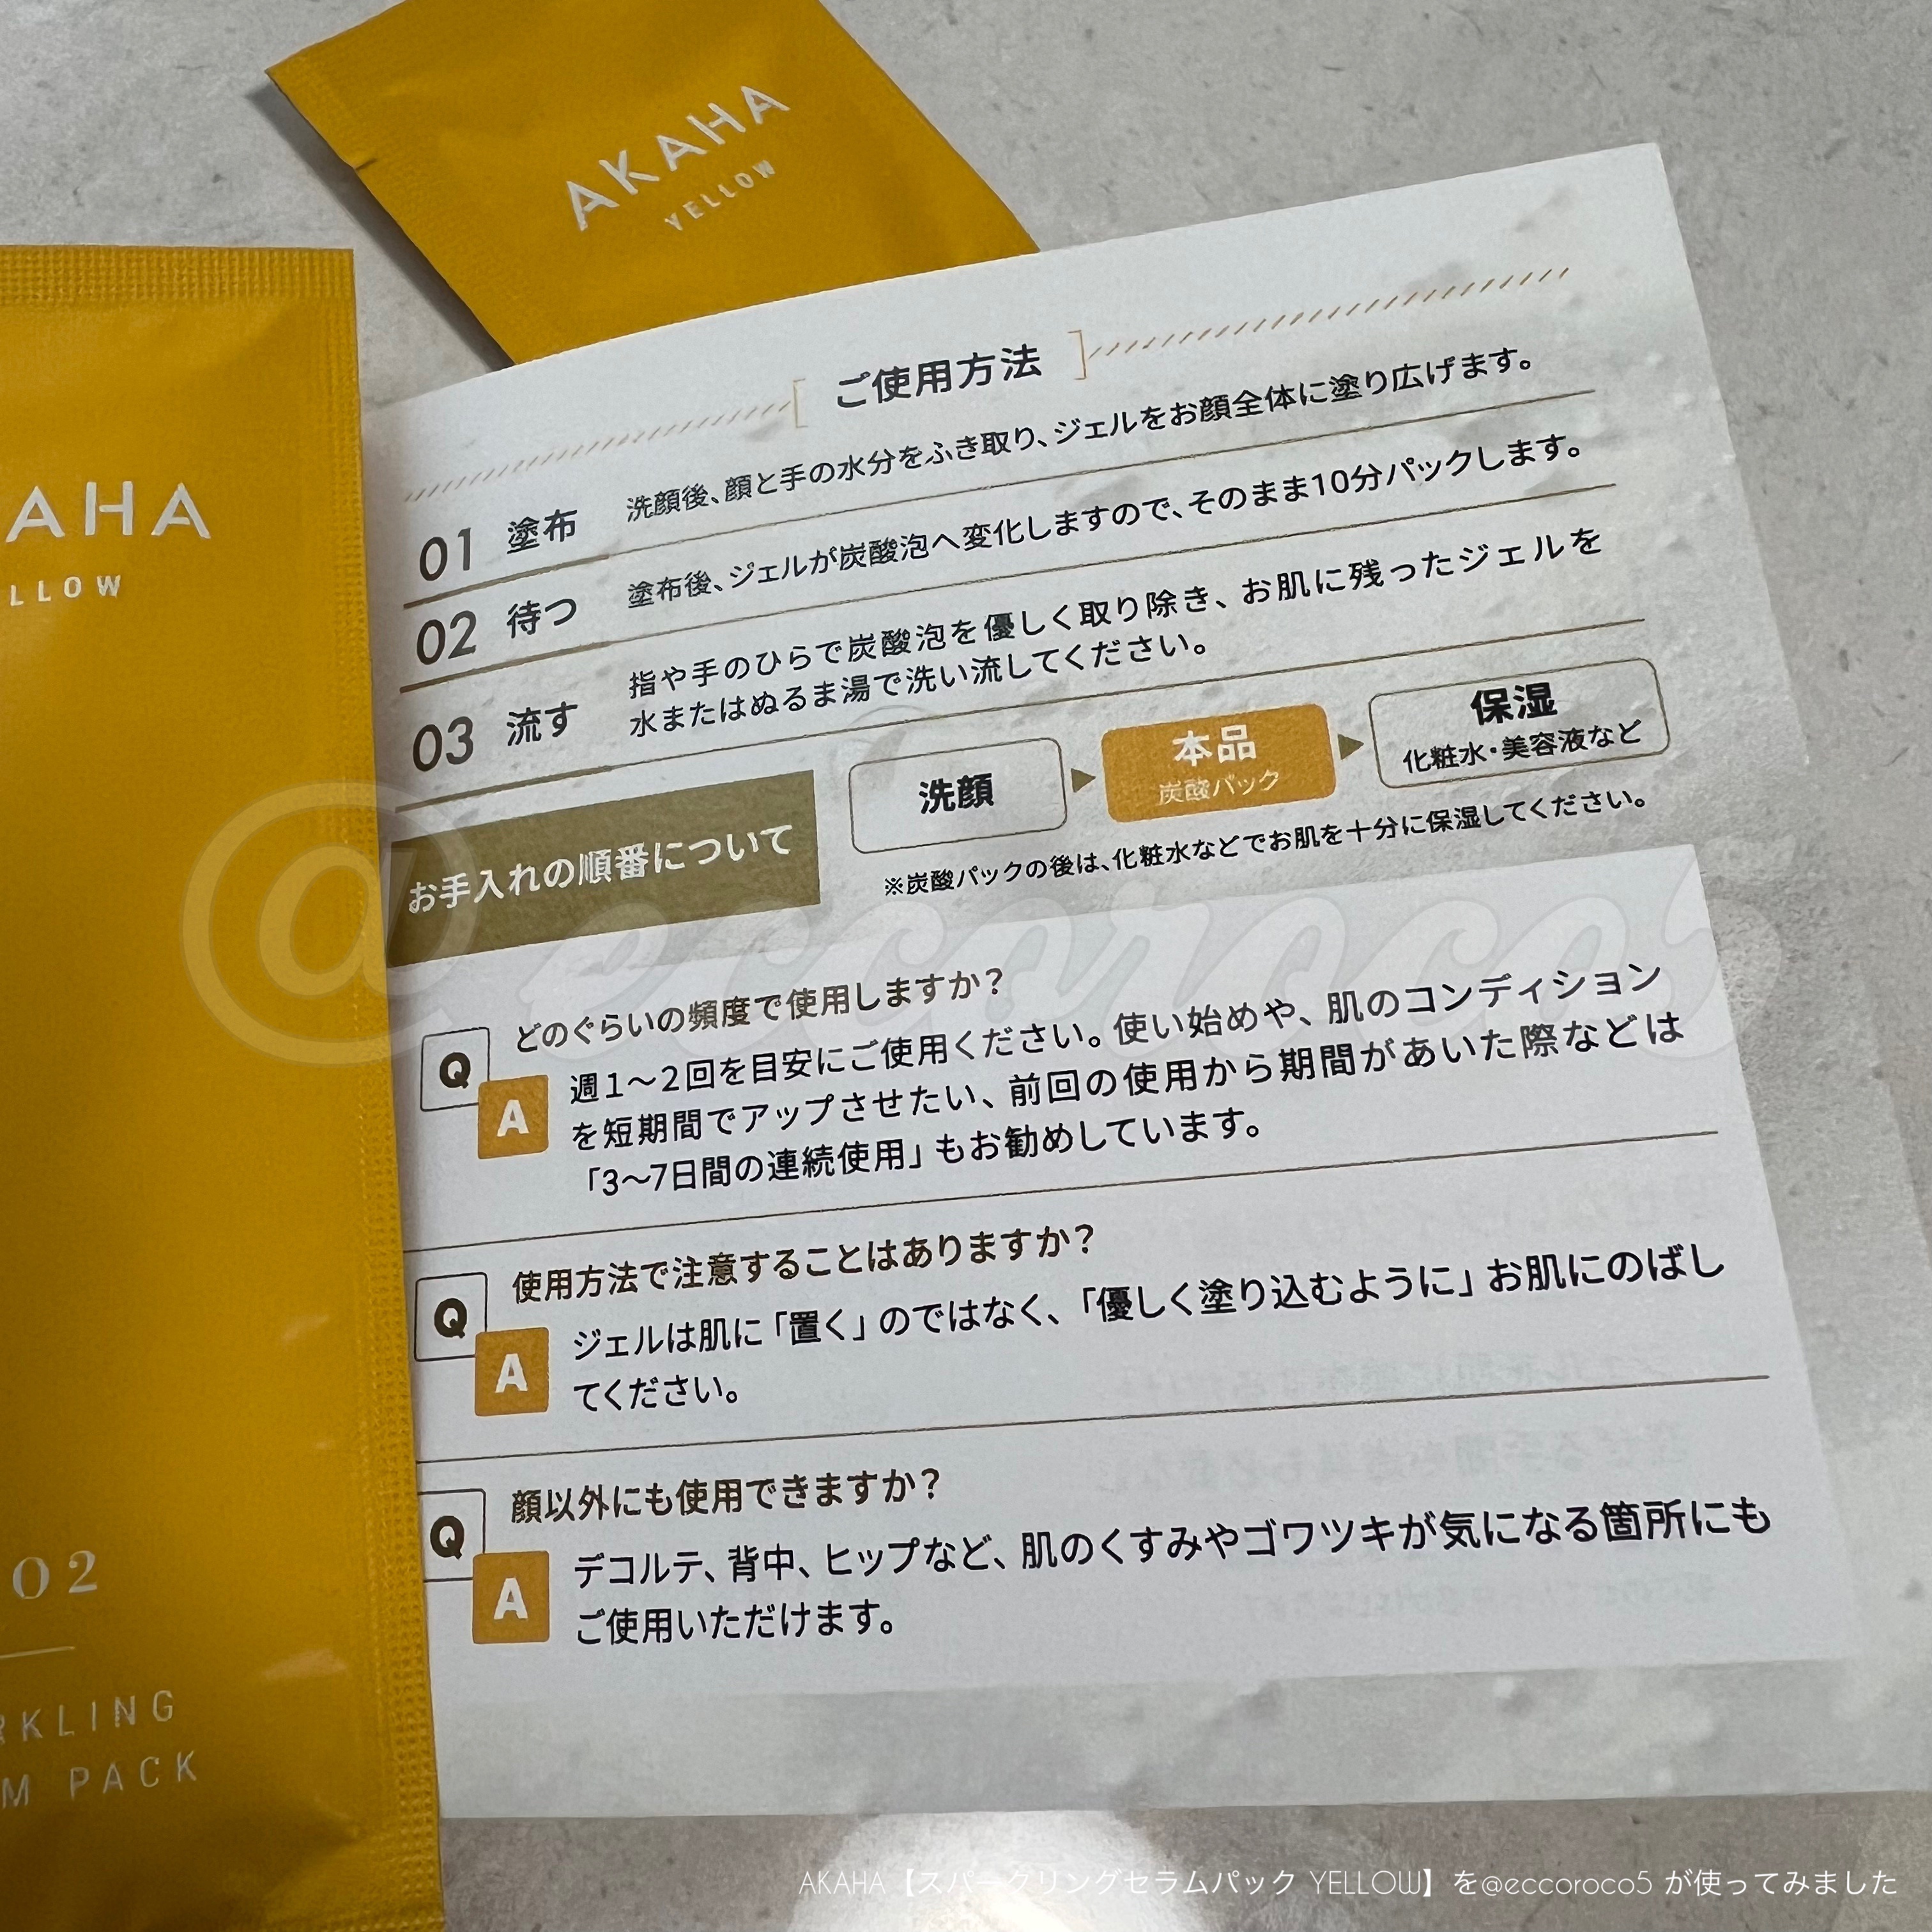 AKAHA
YELLOW
ご使用方法
01 塗布 洗顔後、顔と手の水分をふき取り、ジェルをお顔全体に塗り広げます。
02 待つ 塗布後、ジェルが炭酸泡へ変化しますので、そのまま10分パックします。
03 流す 指や手のひらで炭酸泡を優しく取り除き、お肌に残ったジェルを
水またはぬるま湯で洗い流してください。
お手入れの順番について
洗顔
本品
炭酸パック
保湿
化粧水・美容液など
※炭酸パックの後は、化粧水などでお肌を十分に保湿してください。
Q どのぐらいの頻度で使用しますか？
A 週1〜2回を目安にご使用ください。使い始めや、肌のコンディション
を短期間でアップさせたい、前回の使用から期間があいた際などは
「3〜7日間の連続使用」もお勧めしています。
Q 使用方法で注意することはありますか？
A ジェルは肌に「置く」のではなく、「優しく塗り込むように」お肌にのばし
てください。
Q 顔以外にも使用できますか？
A デコルテ、背中、ヒップなど、肌のくすみやゴワツキが気になる箇所にも
ご使用いただけます。
AHA
LLOW
O2
RKLING
M PACK
@eccoroco5
AKAHA【スパークリングセラムパック YELLOW】を@eccoroco5 が使ってみました